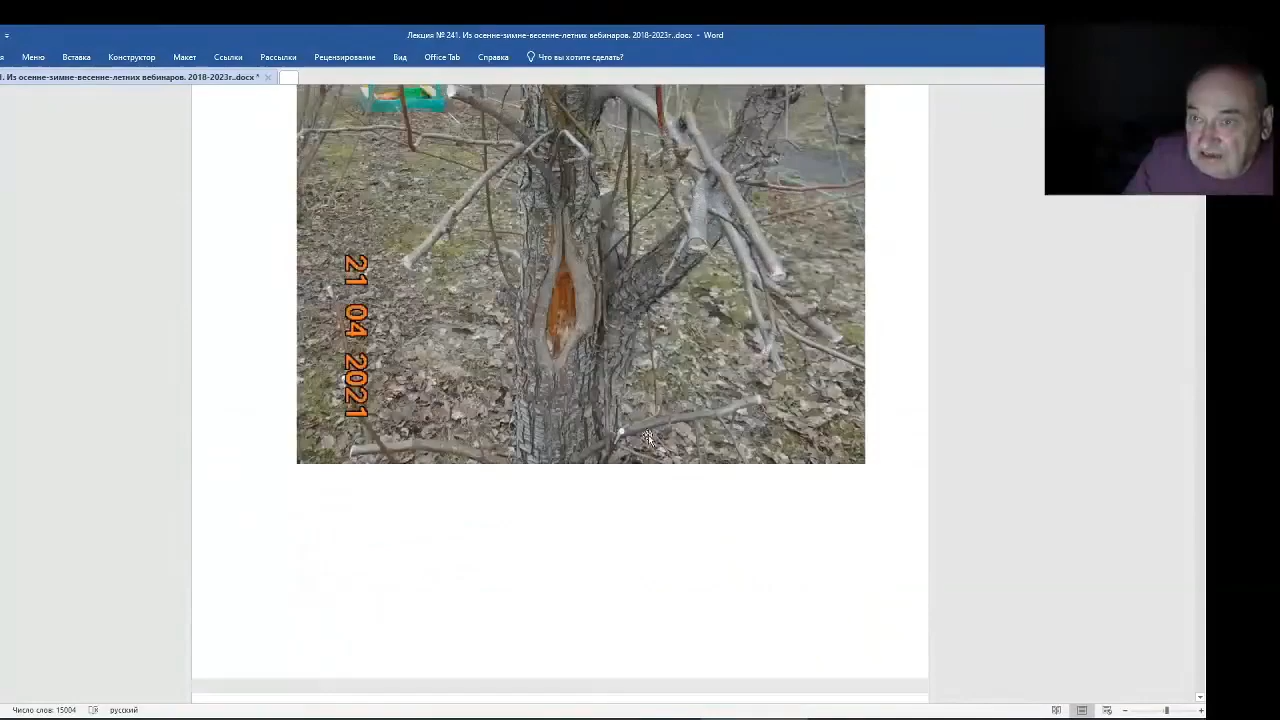 Лекция № 241. Из осенне-зимне-весенне-летних вебинаров. 2018-2023г..docx - Word
я Меню Вставка Конструктор Макет Ссылки Рассылки Рецензирование Вид Office Tab Справка Что вы хотите сделать?
1. Из осенне-зимне-весенне-летних вебинаров. 2018-2023г..docx *
21 04 2021
Число слов: 15004 русский